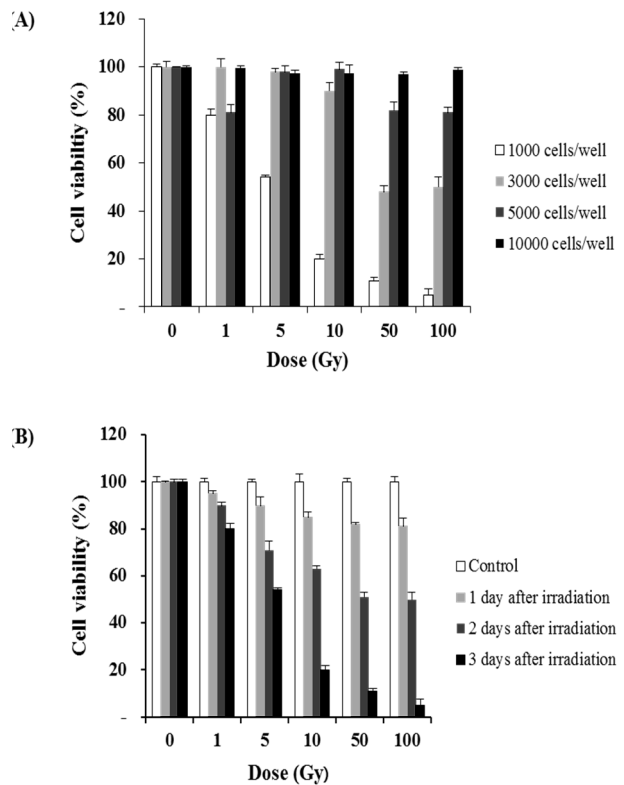 (A)
120
100
80
60
40
20
-
Cell viabiltiy (%)
0 1 5 10 50 100
Dose (Gy)
1000 cells/well
3000 cells/well
5000 cells/well
10000 cells/well
(B)
120
100
80
60
40
20
-
Cell viability (%)
0 1 5 10 50 100
Dose (Gy)
Control
1 day after irradiation
2 days after irradiation
3 days after irradiation